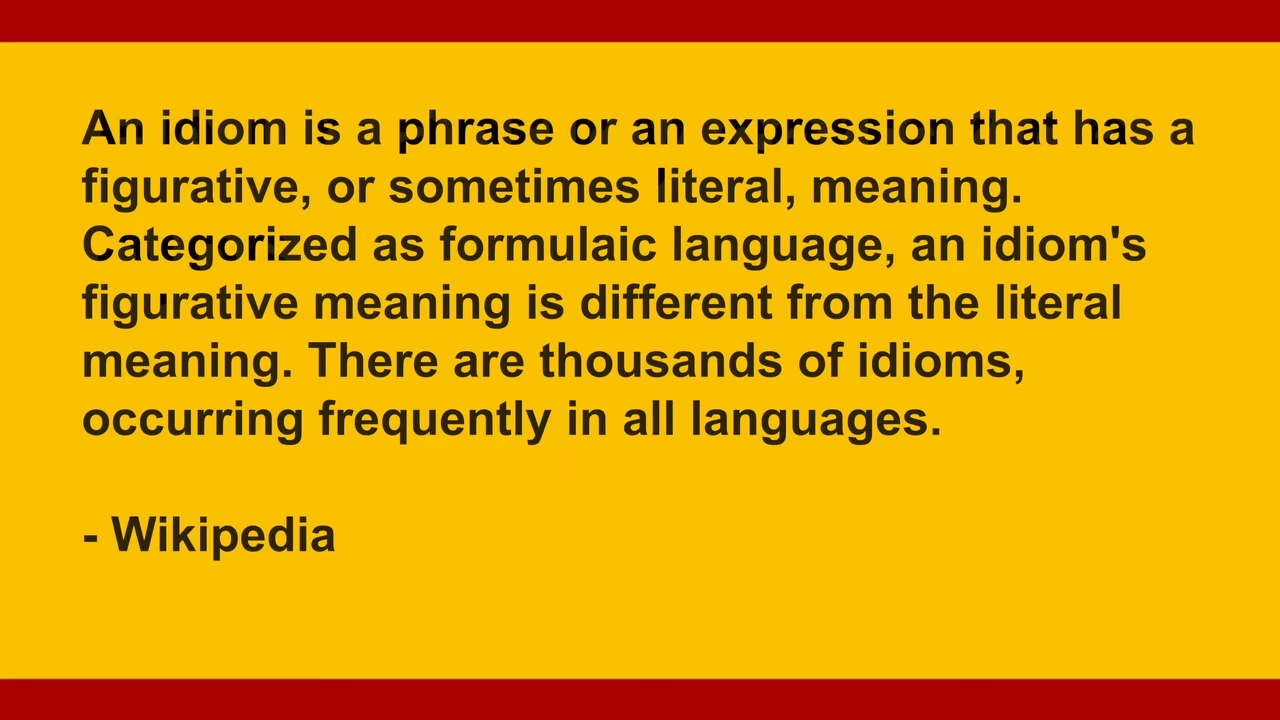 An idiom is a phrase or an expression that has a
figurative, or sometimes literal, meaning.
Categorized as formulaic language, an idiom's
figurative meaning is different from the literal
meaning. There are thousands of idioms,
occurring frequently in all languages.
- Wikipedia